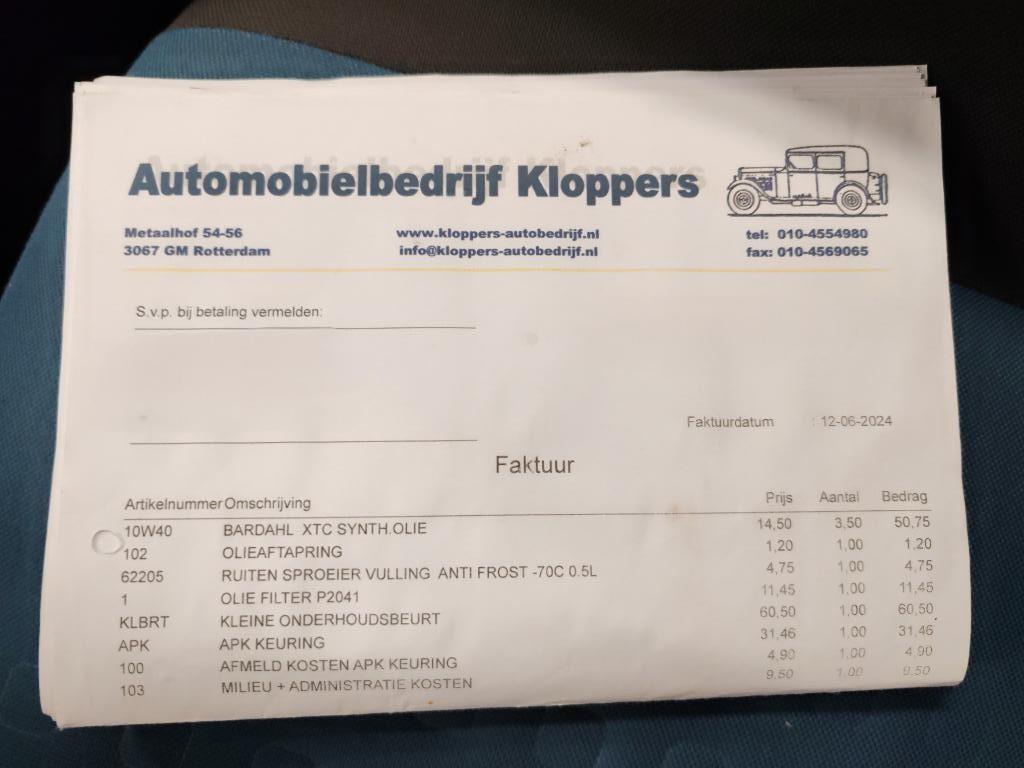 Automobielbedrijf Kloppers
Metaalhof 54-56 www.kloppers-autobedrijf.nl tel: 010-4554980
3067 GM Rotterdam info@kloppers-autobedrijf.nl fax: 010-4569065
S.v.p. bij betaling vermelden:
Faktuurdatum : 12-06-2024
Faktuur
Artikelnummer Omschrijving Prijs Aantal Bedrag
10W40 BARDAHL XTC SYNTH.OLIE 14,50 3,50 50,75
102 OLIEAFTAPRING 1,20 1,00 1,20
62205 RUITEN SPROEIER VULLING ANTI FROST -70C 0.5L 4,75 1,00 4,75
1 OLIE FILTER P2041 11,45 1,00 11,45
KLBRT KLEINE ONDERHOUDSBEURT 60,50 1,00 60,50
APK APK KEURING 31,46 1,00 31,46
100 AFMELD KOSTEN APK KEURING 4,90 1,00 4,90
103 MILIEU + ADMINISTRATIE KOSTEN 9,50 1,00 9,50